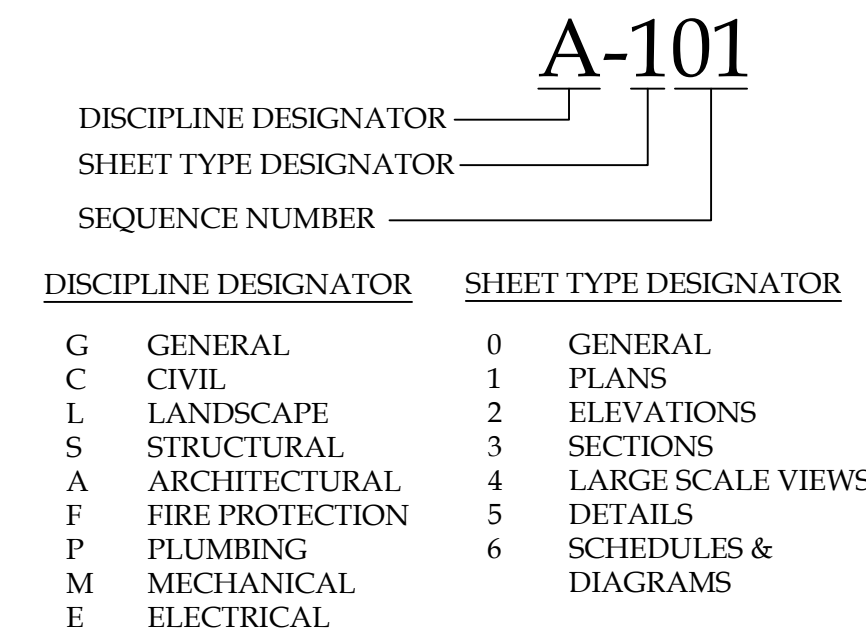 A-101
DISCIPLINE DESIGNATOR
SHEET TYPE DESIGNATOR
SEQUENCE NUMBER
DISCIPLINE DESIGNATOR
G GENERAL
C CIVIL
L LANDSCAPE
S STRUCTURAL
A ARCHITECTURAL
F FIRE PROTECTION
P PLUMBING
M MECHANICAL
E ELECTRICAL
SHEET TYPE DESIGNATOR
0 GENERAL
1 PLANS
2 ELEVATIONS
3 SECTIONS
4 LARGE SCALE VIEWS
5 DETAILS
6 SCHEDULES &
DIAGRAMS